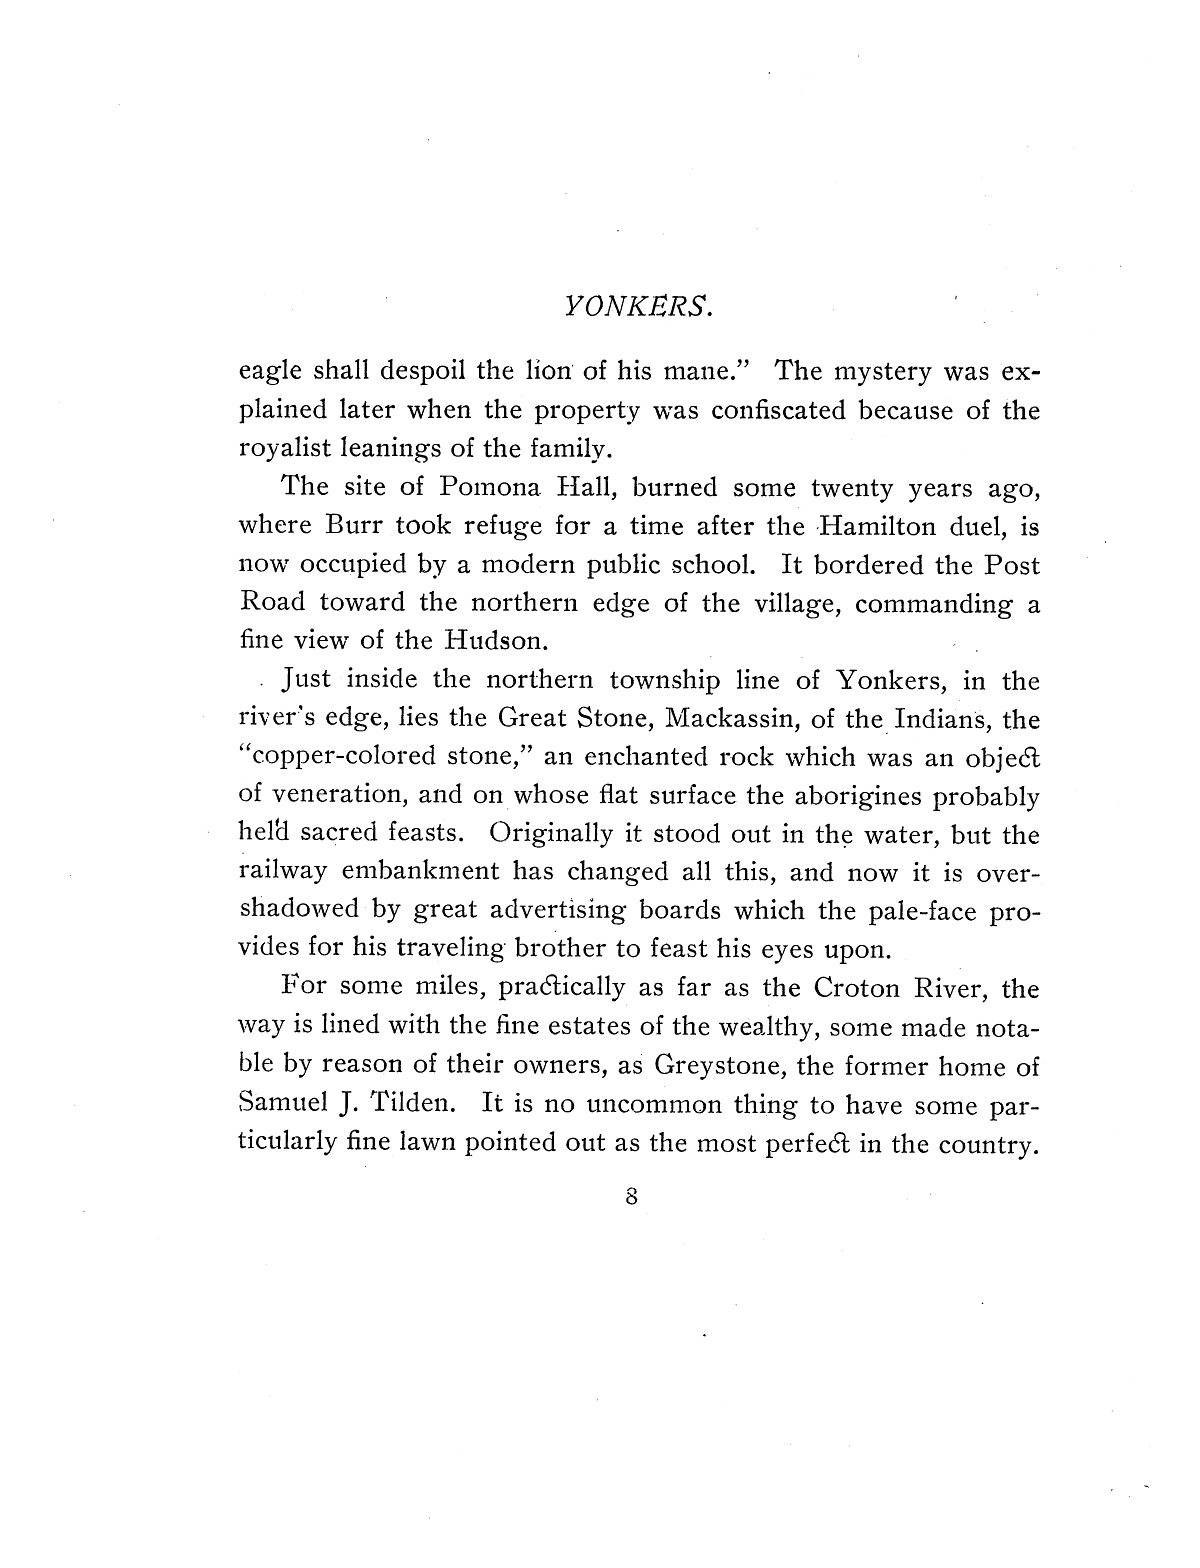 YONKERS.
eagle shall despoil the lion of his mane.” The mystery was ex-
plained later when the property was confiscated because of the
royalist leanings of the family.
The site of Pomona Hall, burned some twenty years ago,
where Burr took refuge for a time after the Hamilton duel, is
now occupied by a modern public school. It bordered the Post
Road toward the northern edge of the village, commanding a
fine view of the Hudson.
Just inside the northern township line of Yonkers, in the
river's edge, lies the Great Stone, Mackassin, of the Indians, the
“copper-colored stone,” an enchanted rock which was an object
of veneration, and on whose flat surface the aborigines probably
held sacred feasts. Originally it stood out in the water, but the
railway embankment has changed all this, and now it is over-
shadowed by great advertising boards which the pale-face pro-
vides for his traveling brother to feast his eyes upon.
For some miles, practically as far as the Croton River, the
way is lined with the fine estates of the wealthy, some made nota-
ble by reason of their owners, as Greystone, the former home of
Samuel J. Tilden. It is no uncommon thing to have some par-
ticularly fine lawn pointed out as the most perfect in the country.
8